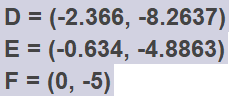 D = (-2.366, -8.2637)
E = (-0.634, -4.8863)
F = (0, -5)